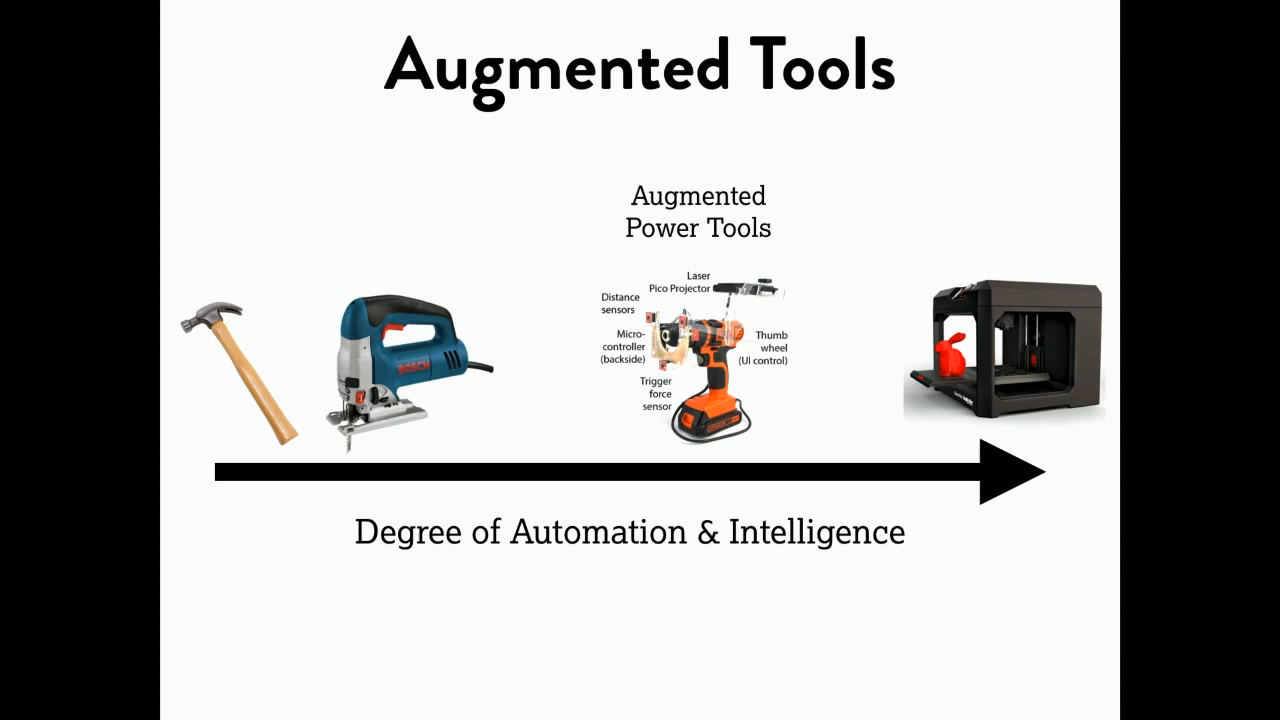 Augmented Tools
Augmented
Power Tools
Laser
Pico Projector
Distance
sensors
Micro-
controller
(backside)
Thumb
wheel
(UI control)
Trigger
force
sensor
BOSCH
Degree of Automation & Intelligence